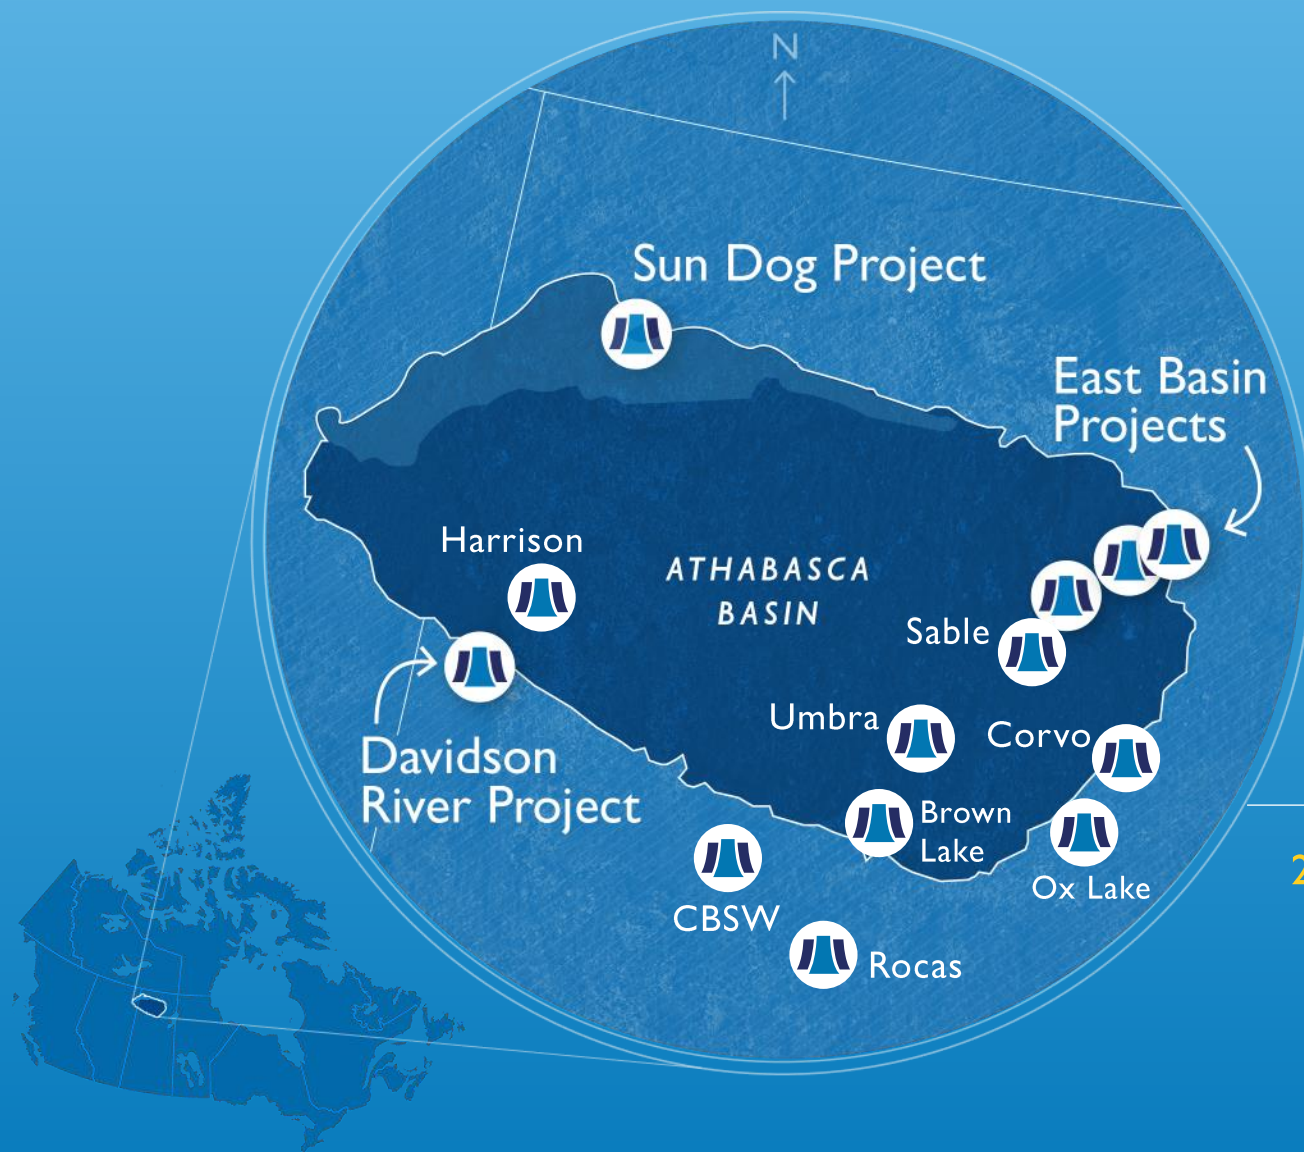 N
Sun Dog Project
East Basin
Projects
Harrison
ATHABASCA
BASIN
Sable
Umbra
Corvo
Davidson
River Project
Brown
Lake
Ox Lake
CBSW
Rocas
2